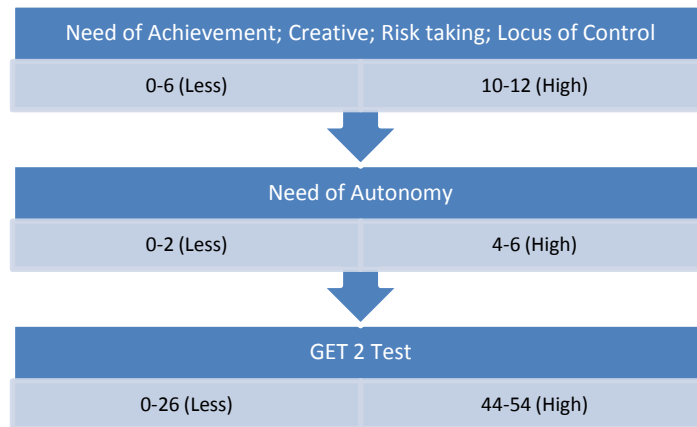 Need of Achievement; Creative; Risk taking; Locus of Control
0-6 (Less) 10-12 (High)
Need of Autonomy
0-2 (Less) 4-6 (High)
GET 2 Test
0-26 (Less) 44-54 (High)